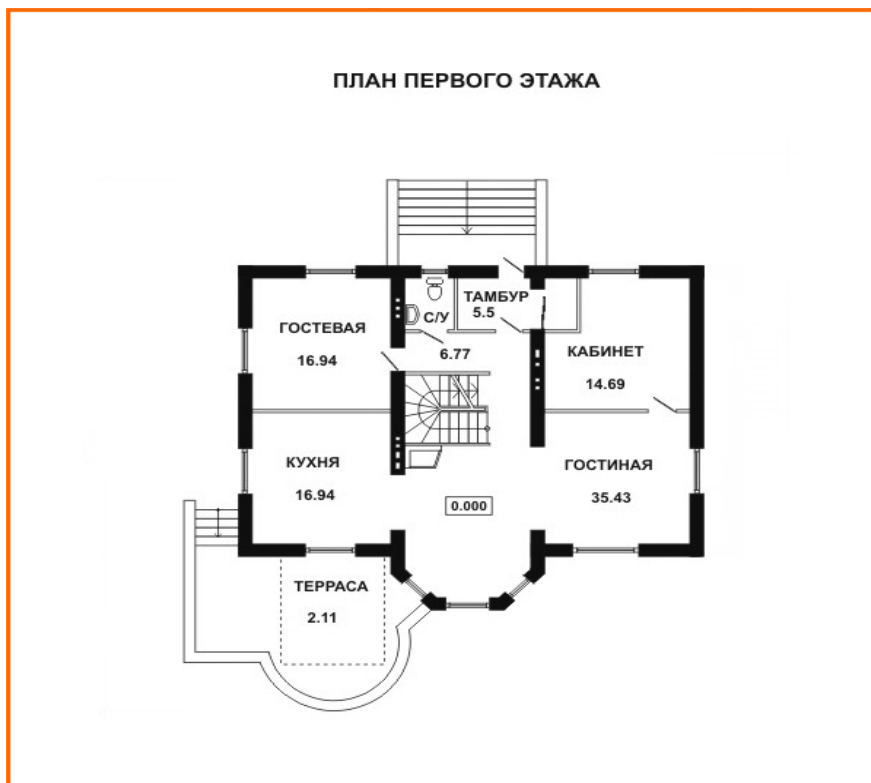 ПЛАН ПЕРВОГО ЭТАЖА
ТАМБУР
5.5
С/У
ГОСТЕВАЯ
16.94
6.77
КАБИНЕТ
14.69
КУХНЯ
16.94
ГОСТИНАЯ
35.43
0.000
ТЕРРАСА
2.11